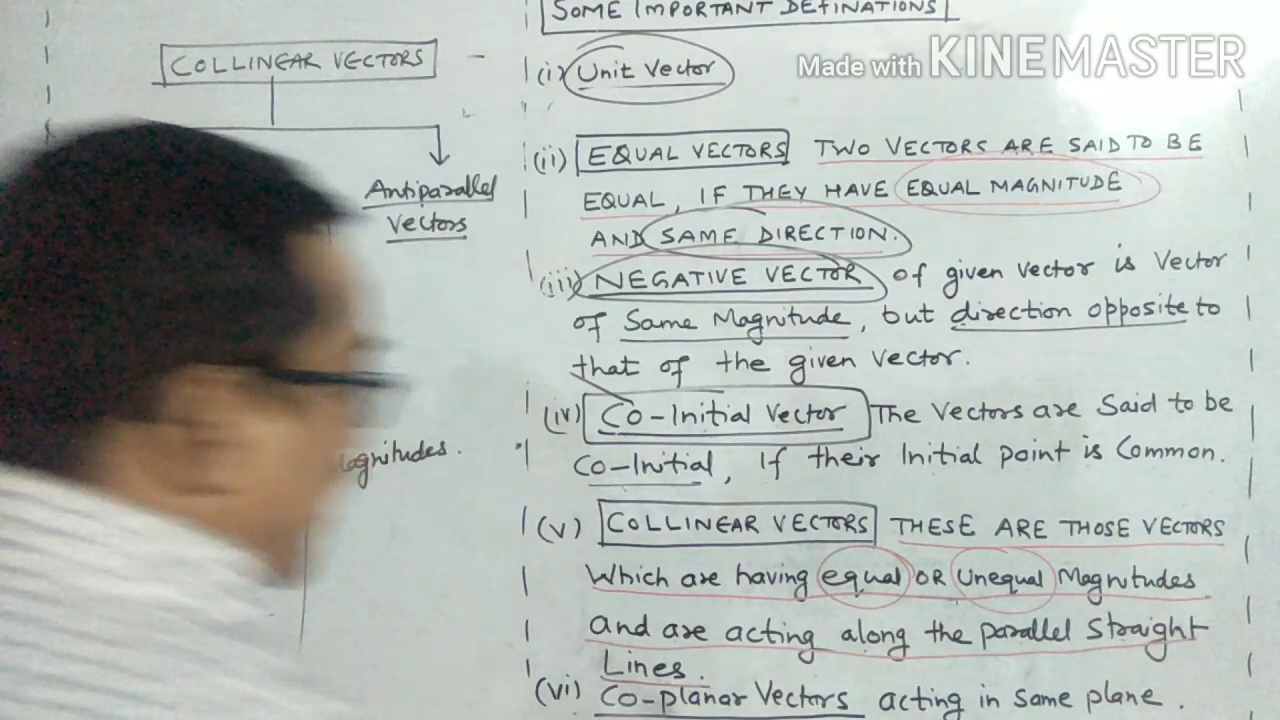 COLLINEAR VECTORS
Antiparallel
Vectors
SOME IMPORTANT DEFINATIONS
Made with KINEMASTER
(i) Unit Vector
(ii) EQUAL VECTORS TWO VECTORS ARE SAID TO BE
EQUAL, IF THEY HAVE EQUAL MAGNITUDE
AND SAME DIRECTION.
(iii) NEGATIVE VECTOR of given vector is Vector
of Same Magnitude, but direction opposite to
that of the given Vector.
(iv) Co-Initial Vector The Vectors are Said to be
Co-Initial, If their Initial point is Common.
(v) COLLINEAR VECTORS THESE ARE THOSE VECTORS
Which are having equal OR Unequal Magnitudes
and are acting along the parallel Straight
Lines.
(vi) Co-planar Vectors acting in same plane.